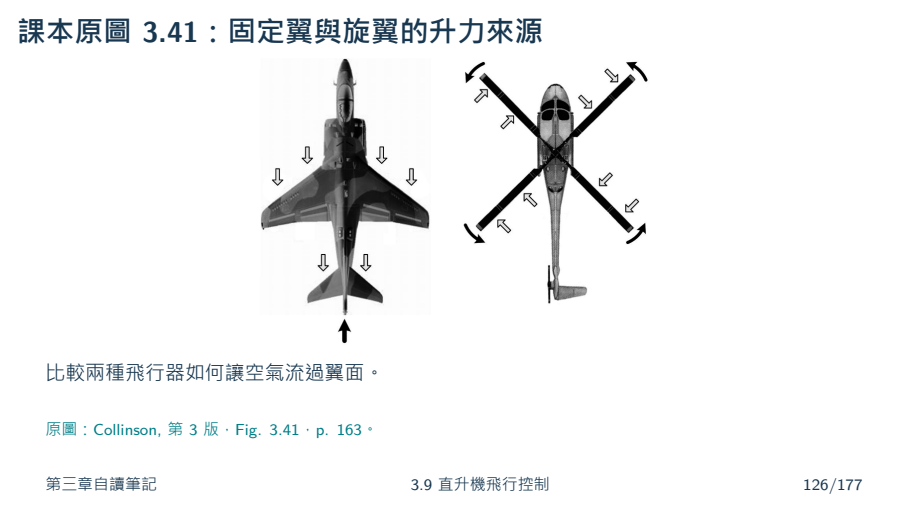 課本原圖 3.41：固定翼與旋翼的升力來源
比較兩種飛行器如何讓空氣流過翼面。
原圖：Collinson, 第 3 版，Fig. 3.41，p. 163。
第三章自讀筆記
3.9 直升機飛行控制
126/177